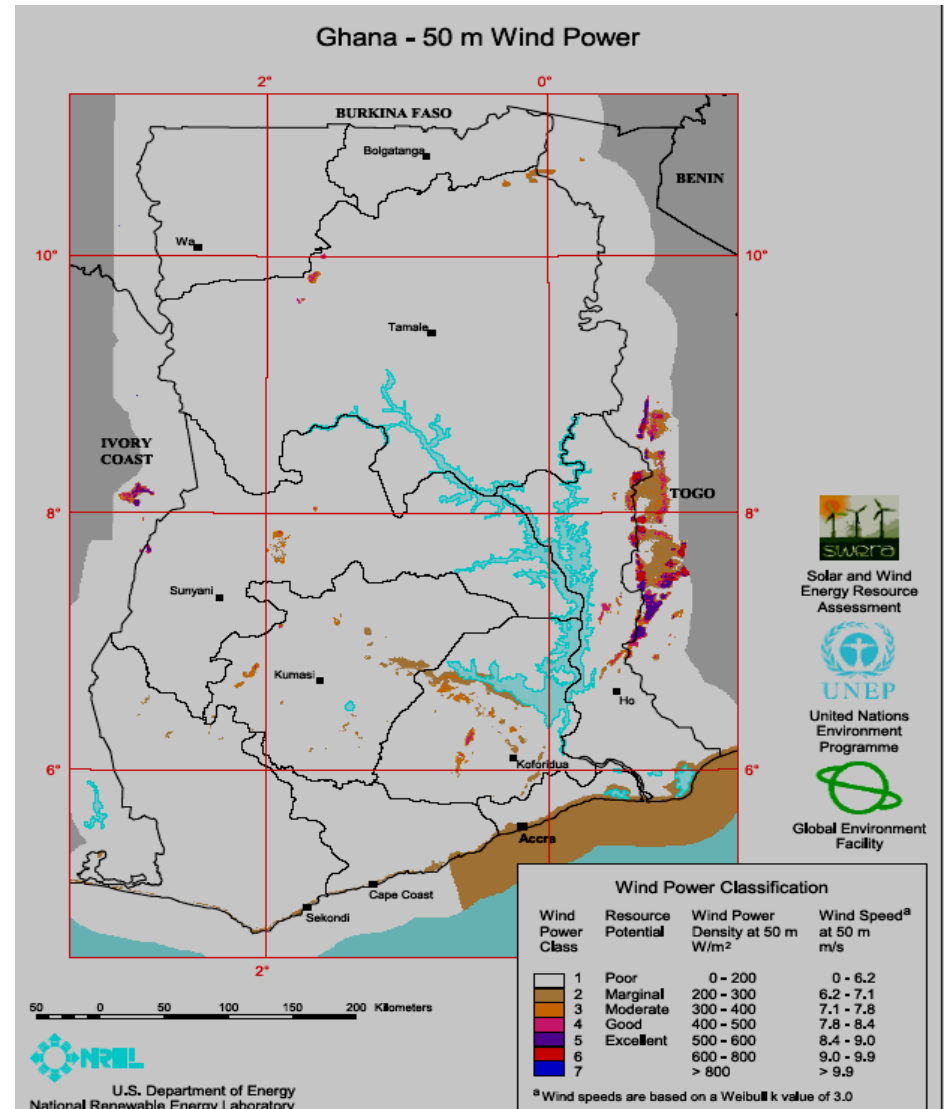 Ghana - 50 m Wind Power
2° 0°
BURKINA FASO
Bolgatanga
BENIN
Wa
10° 10°
Tamale
IVORY
COAST
TOGO
8° 8°
swera
Sunyani
Solar and Wind
Energy Resource
Assessment
Kumasi
Ho
UNEP
United Nations
Environment
Programme
Koforidua
6° 6°
Global Environment
Facility
Accra
Cape Coast
Sekondi
2°
Wind Power Classification
Wind Resource Wind Power Wind Speedᵃ
Power Potential Density at 50 m at 50 m
Class W/m² m/s
1 Poor 0 - 200 0 - 6.2
2 Marginal 200 - 300 6.2 - 7.1
3 Moderate 300 - 400 7.1 - 7.8
4 Good 400 - 500 7.8 - 8.4
5 Excellent 500 - 600 8.4 - 9.0
6 600 - 800 9.0 - 9.9
7 > 800 > 9.9
ᵃ Wind speeds are based on a Weibull k value of 3.0
50 0 50 100 150 200 Kilometers
NREL
U.S. Department of Energy
National Renewable Energy Laboratory